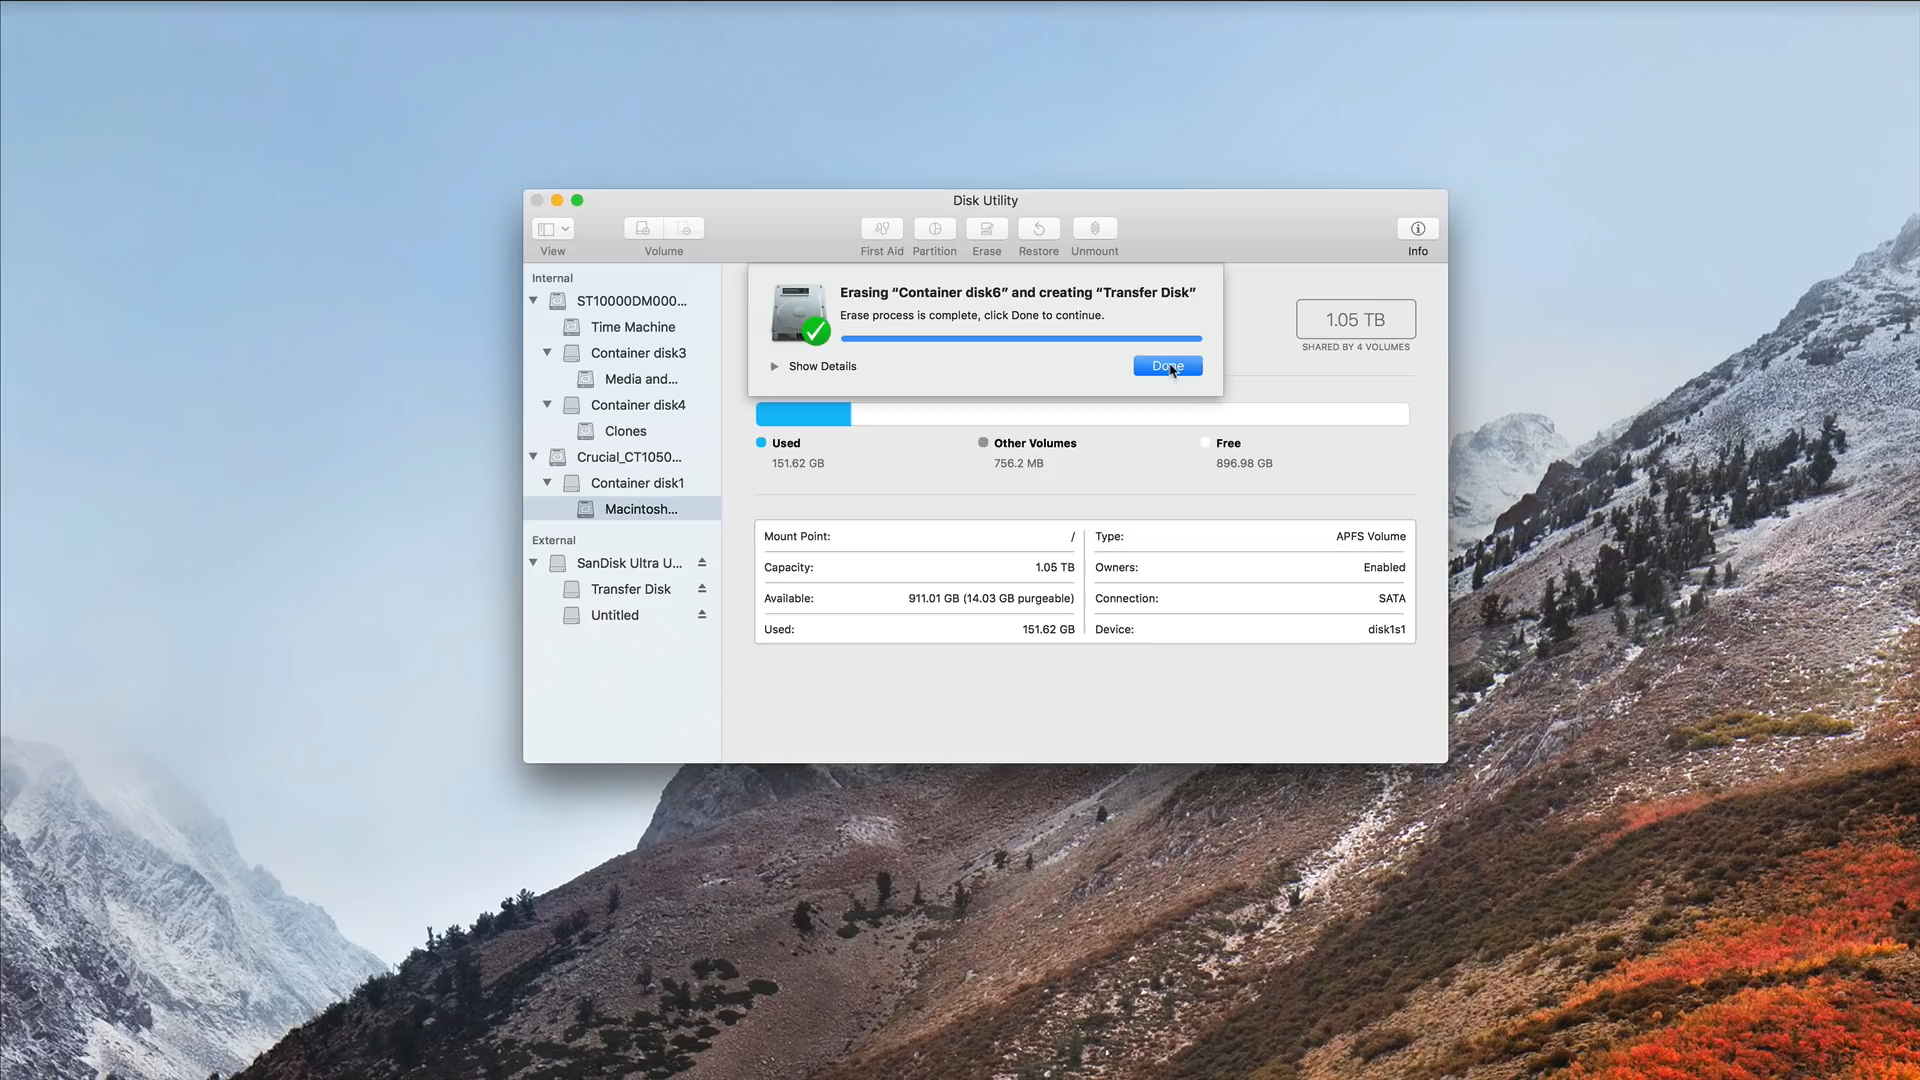 Disk Utility
View
Volume
First Aid
Partition
Erase
Restore
Unmount
Info
Internal
ST10000DM000...
Time Machine
Container disk3
Media and...
Container disk4
Clones
Crucial_CT1050...
Container disk1
Macintosh...
External
SanDisk Ultra U...
Transfer Disk
Untitled
Erasing “Container disk6” and creating “Transfer Disk”
Erase process is complete, click Done to continue.
Show Details
Done
1.05 TB
SHARED BY 4 VOLUMES
Used
151.62 GB
Other Volumes
756.2 MB
Free
896.98 GB
Mount Point: /
Capacity: 1.05 TB
Available: 911.01 GB (14.03 GB purgeable)
Used: 151.62 GB
Type: APFS Volume
Owners: Enabled
Connection: SATA
Device: disk1s1